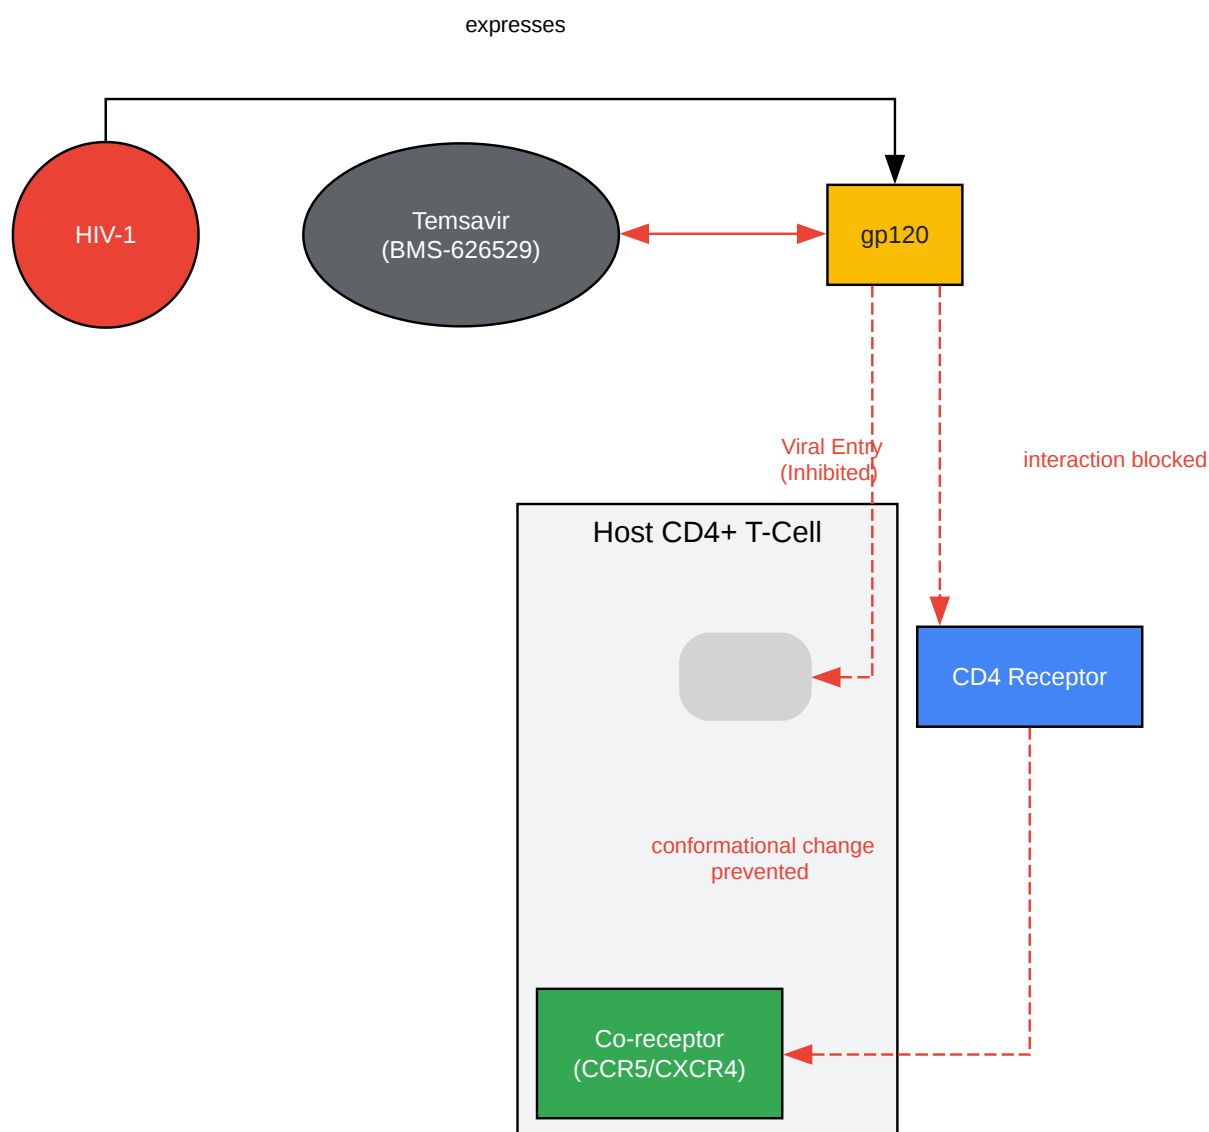 expresses
HIV-1
Temsavir
(BMS-626529)
gp120
Viral Entry
(Inhibited)
interaction blocked
Host CD4+ T-Cell
CD4 Receptor
conformational change
prevented
Co-receptor
(CCR5/CXCR4)